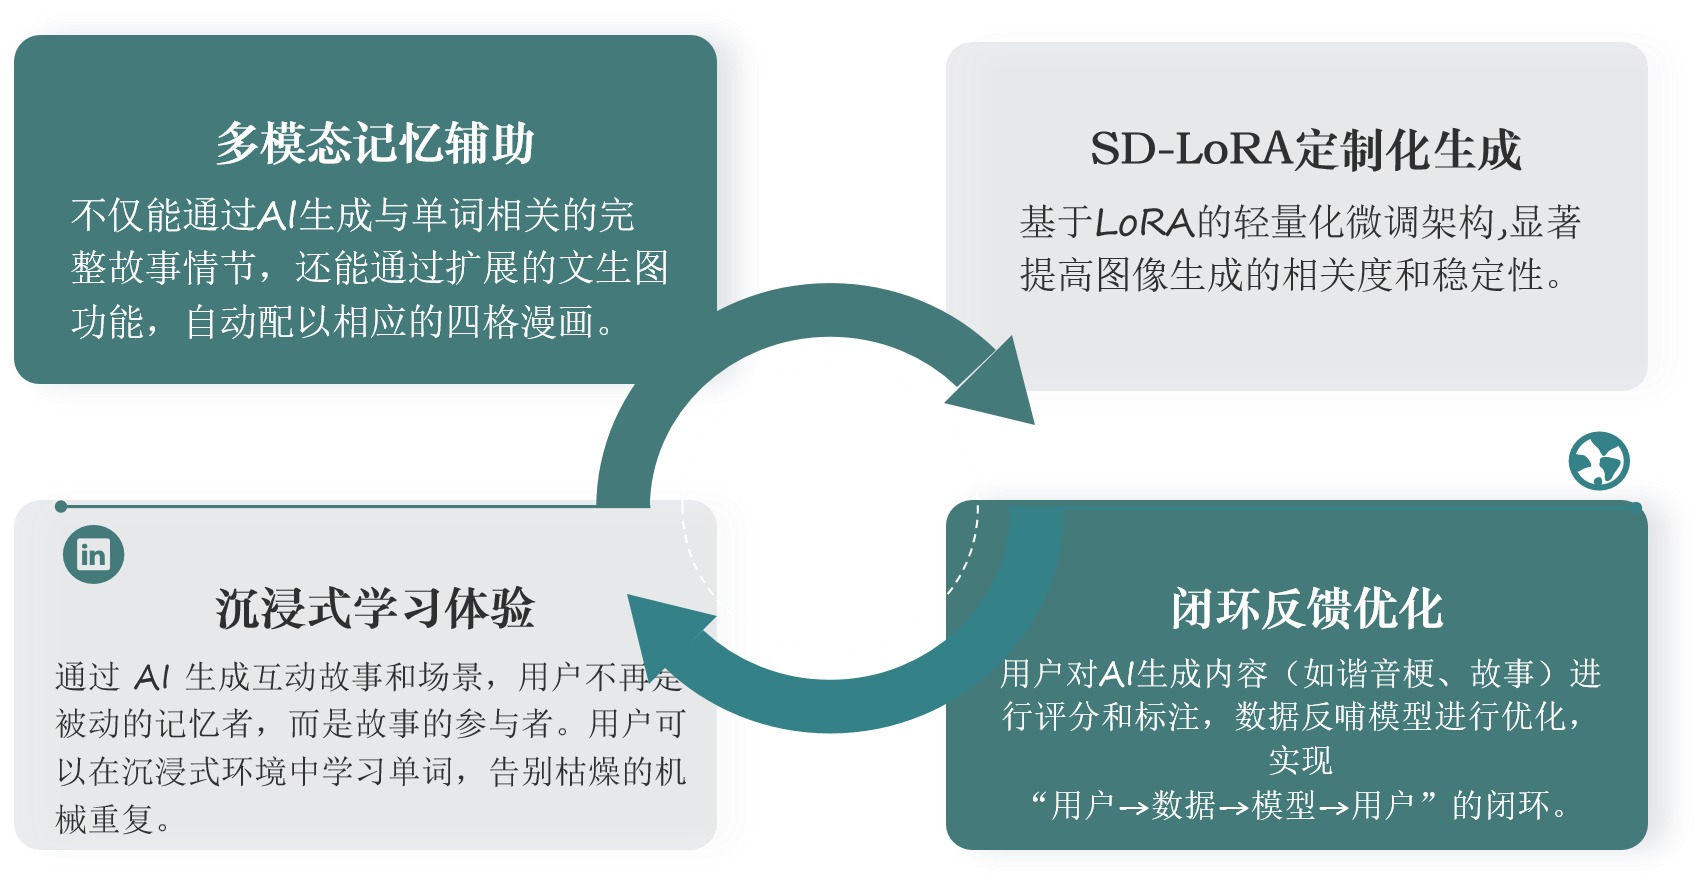 多模态记忆辅助
不仅能通过AI生成与单词相关的完
整故事情节，还能通过扩展的文生图
功能，自动配以相应的四格漫画。
SD-LoRA定制化生成
基于LoRA的轻量化微调架构,显著
提高图像生成的相关度和稳定性。
in
沉浸式学习体验
通过 AI 生成互动故事和场景，用户不再是
被动的记忆者，而是故事的参与者。用户可
以在沉浸式环境中学习单词，告别枯燥的机
械重复。
闭环反馈优化
用户对AI生成内容（如谐音梗、故事）进
行评分和标注，数据反哺模型进行优化，
实现
“用户→数据→模型→用户”的闭环。